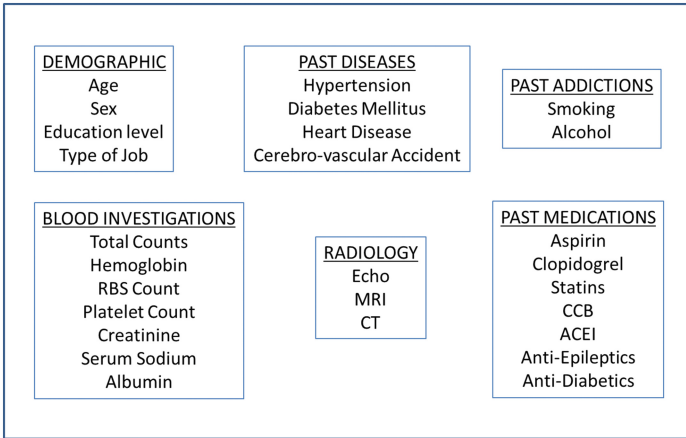 DEMOGRAPHIC
Age
Sex
Education level
Type of Job
PAST DISEASES
Hypertension
Diabetes Mellitus
Heart Disease
Cerebro-vascular Accident
PAST ADDICTIONS
Smoking
Alcohol
BLOOD INVESTIGATIONS
Total Counts
Hemoglobin
RBS Count
Platelet Count
Creatinine
Serum Sodium
Albumin
RADIOLOGY
Echo
MRI
CT
PAST MEDICATIONS
Aspirin
Clopidogrel
Statins
CCB
ACEI
Anti-Epileptics
Anti-Diabetics